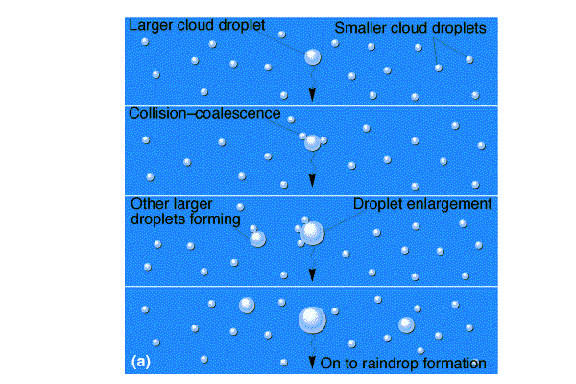 Larger cloud droplet
Smaller cloud droplets
Collision–coalescence
Other larger
droplets forming
Droplet enlargement
(a)
On to raindrop formation